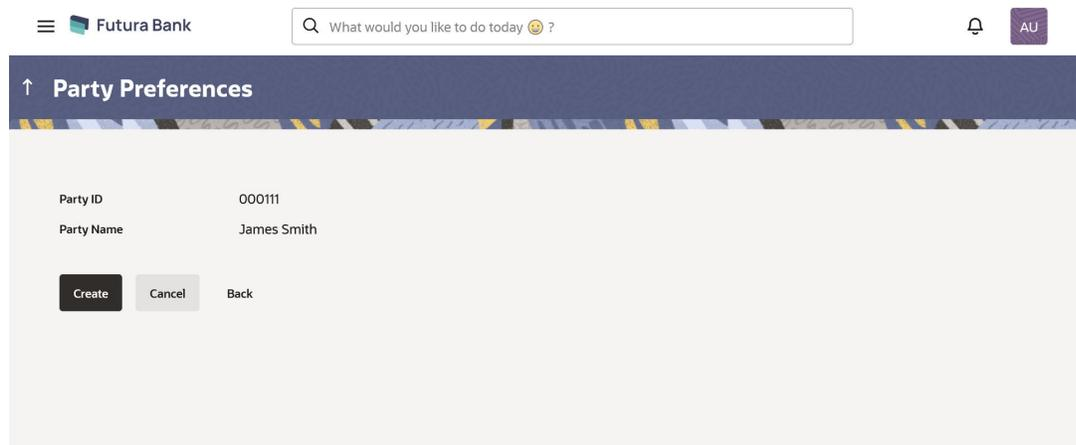 Futura Bank
What would you like to do today 😀 ?
AU
↑ Party Preferences
Party ID 000111
Party Name James Smith
Create Cancel Back